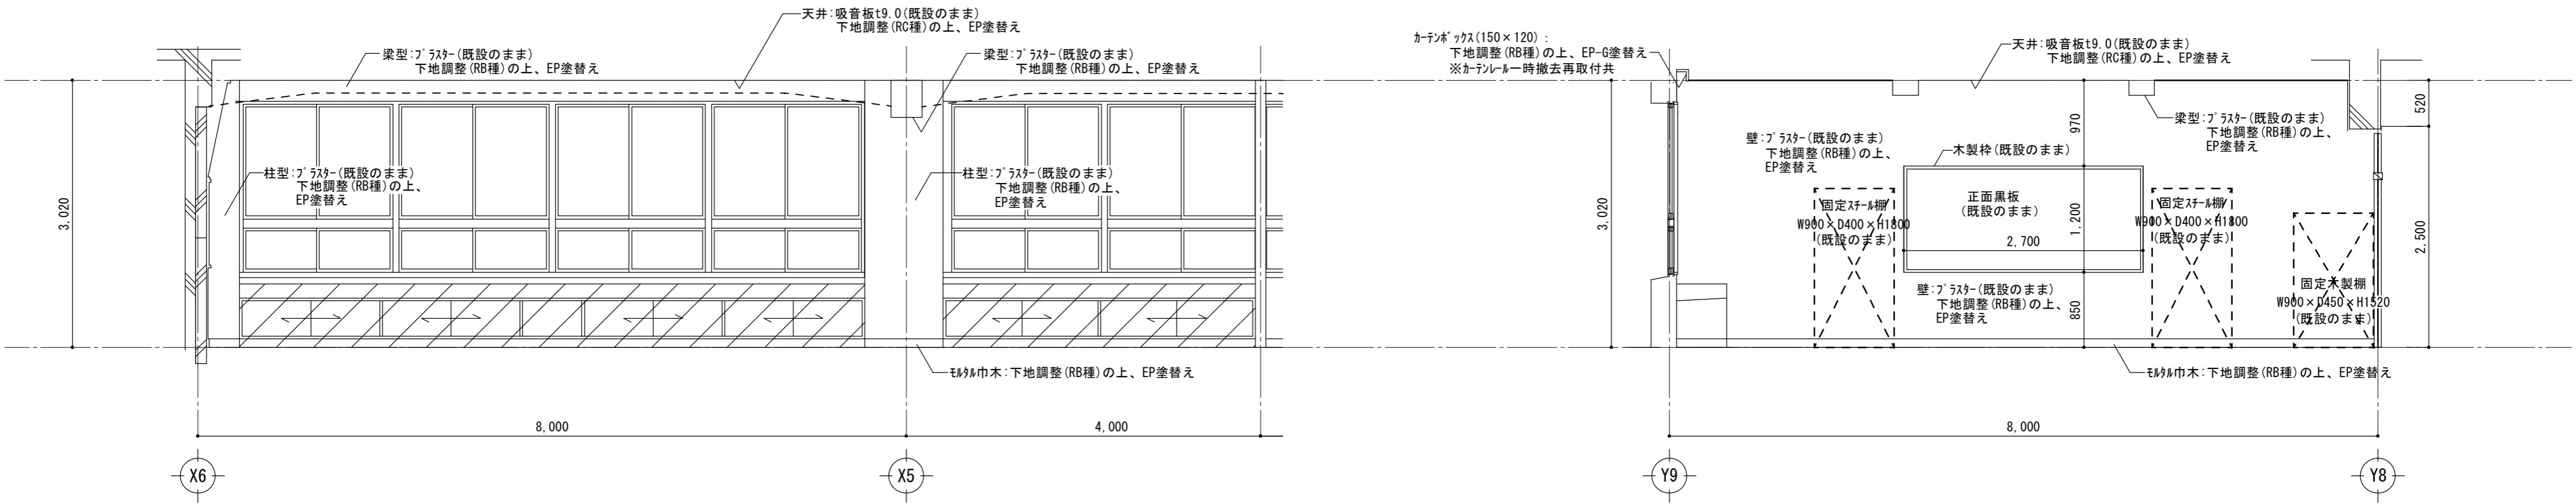 天井：吸音板t9.0(既設のまま)
下地調整(RC種)の上、EP塗替え
梁型：ﾌﾟﾗｽﾀｰ(既設のまま)
下地調整(RB種)の上、EP塗替え
梁型：ﾌﾟﾗｽﾀｰ(既設のまま)
下地調整(RB種)の上、EP塗替え
柱型：ﾌﾟﾗｽﾀｰ(既設のまま)
下地調整(RB種)の上、
EP塗替え
柱型：ﾌﾟﾗｽﾀｰ(既設のまま)
下地調整(RB種)の上、
EP塗替え
3,020
ﾓﾙﾀﾙ巾木：下地調整(RB種)の上、EP塗替え
8,000
4,000
X6
X5
ｶｰﾃﾝﾎﾞｯｸｽ(150×120)：
下地調整(RB種)の上、EP-G塗替え
※ｶｰﾃﾝﾚｰﾙ一時撤去再取付共
天井：吸音板t9.0(既設のまま)
下地調整(RC種)の上、EP塗替え
520
970
梁型：ﾌﾟﾗｽﾀｰ(既設のまま)
下地調整(RB種)の上、
EP塗替え
壁：ﾌﾟﾗｽﾀｰ(既設のまま)
下地調整(RB種)の上、
EP塗替え
木製枠(既設のまま)
正面黒板
(既設のまま)
固定ｽﾁｰﾙ棚
W900×D400×H1800
(既設のまま)
固定ｽﾁｰﾙ棚
W900×D400×H1800
(既設のまま)
3,020
1,200
2,700
2,500
固定木製棚
W900×D450×H1520
(既設のまま)
壁：ﾌﾟﾗｽﾀｰ(既設のまま)
下地調整(RB種)の上、
EP塗替え
850
ﾓﾙﾀﾙ巾木：下地調整(RB種)の上、EP塗替え
8,000
Y9
Y8